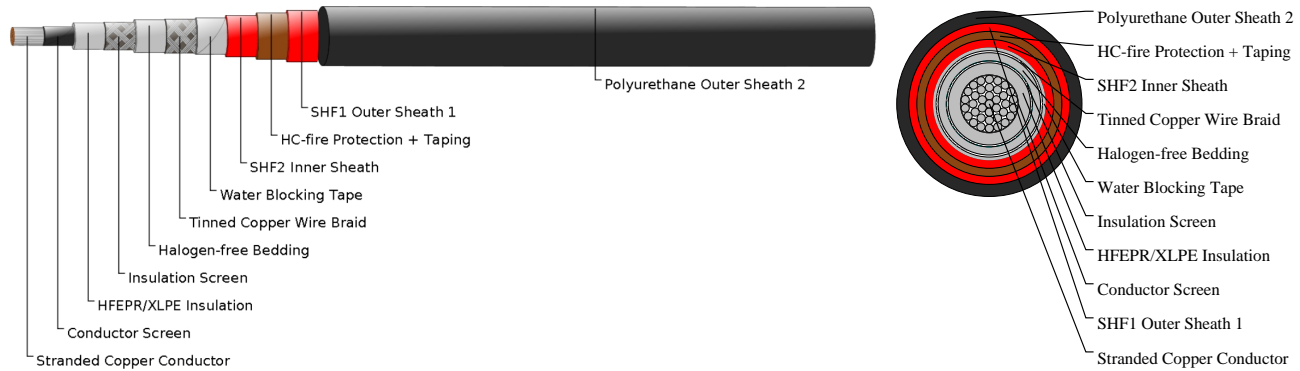 Polyurethane Outer Sheath 2
SHF1 Outer Sheath 1
HC-fire Protection + Taping
SHF2 Inner Sheath
Water Blocking Tape
Tinned Copper Wire Braid
Halogen-free Bedding
Insulation Screen
HFEPR/XLPE Insulation
Conductor Screen
Stranded Copper Conductor
Polyurethane Outer Sheath 2
HC-fire Protection + Taping
SHF2 Inner Sheath
Tinned Copper Wire Braid
Halogen-free Bedding
Water Blocking Tape
Insulation Screen
HFEPR/XLPE Insulation
Conductor Screen
SHF1 Outer Sheath 1
Stranded Copper Conductor